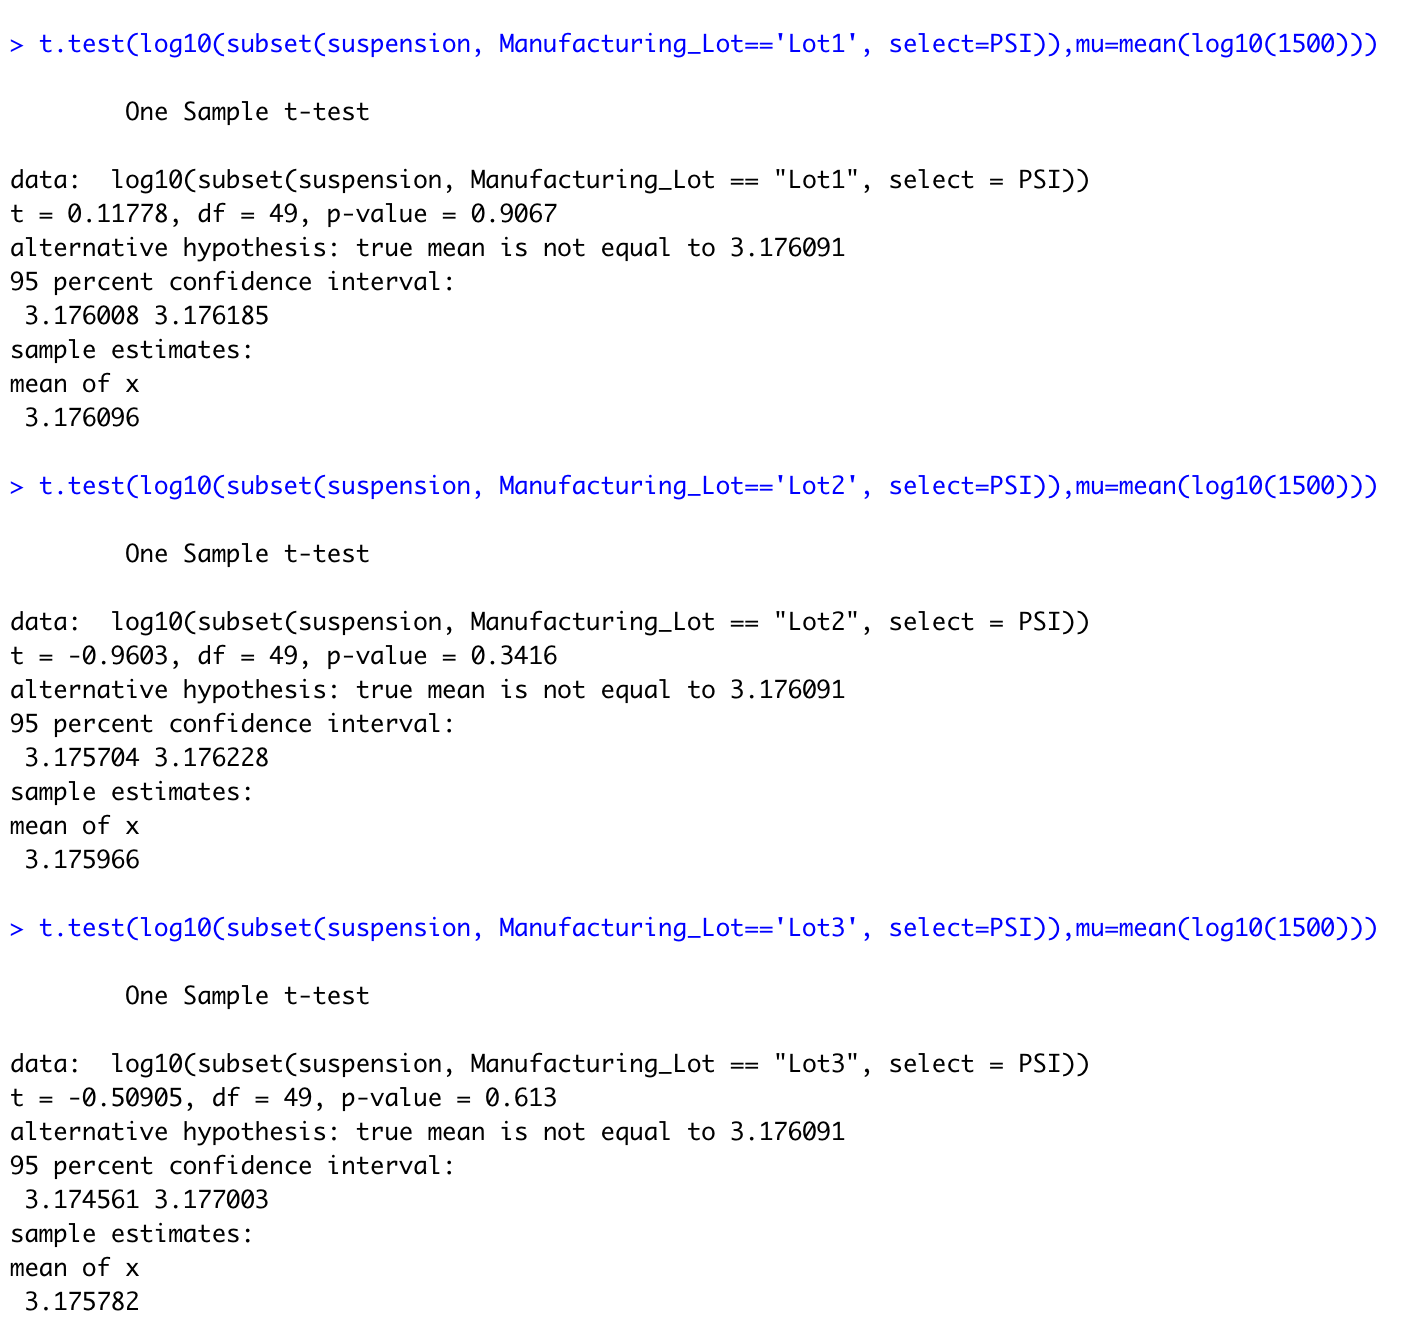 > t.test(log10(subset(suspension, Manufacturing_Lot=='Lot1', select=PSI)),mu=mean(log10(1500)))
One Sample t-test
data:  log10(subset(suspension, Manufacturing_Lot == "Lot1", select = PSI))
t = 0.11778, df = 49, p-value = 0.9067
alternative hypothesis: true mean is not equal to 3.176091
95 percent confidence interval:
3.176008 3.176185
sample estimates:
mean of x
3.176096
> t.test(log10(subset(suspension, Manufacturing_Lot=='Lot2', select=PSI)),mu=mean(log10(1500)))
One Sample t-test
data:  log10(subset(suspension, Manufacturing_Lot == "Lot2", select = PSI))
t = -0.9603, df = 49, p-value = 0.3416
alternative hypothesis: true mean is not equal to 3.176091
95 percent confidence interval:
3.175704 3.176228
sample estimates:
mean of x
3.175966
> t.test(log10(subset(suspension, Manufacturing_Lot=='Lot3', select=PSI)),mu=mean(log10(1500)))
One Sample t-test
data:  log10(subset(suspension, Manufacturing_Lot == "Lot3", select = PSI))
t = -0.50905, df = 49, p-value = 0.613
alternative hypothesis: true mean is not equal to 3.176091
95 percent confidence interval:
3.174561 3.177003
sample estimates:
mean of x
3.175782